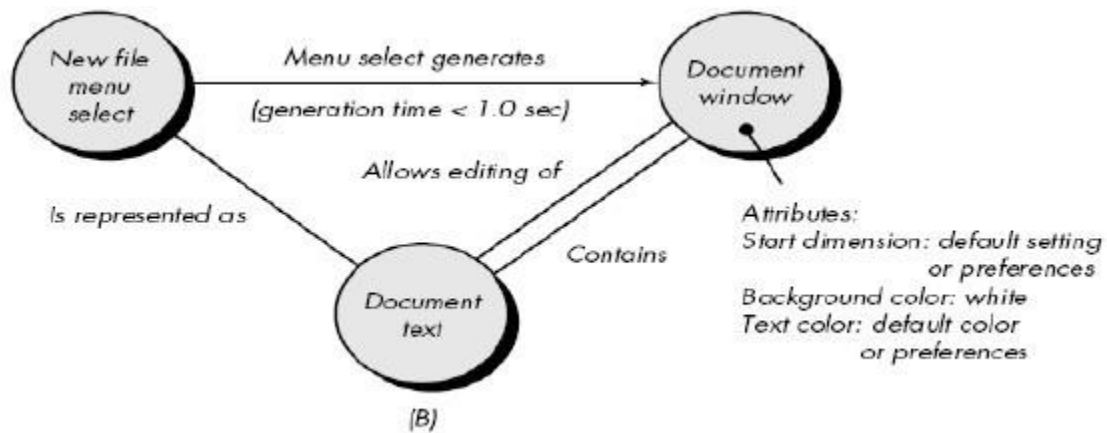 New file
menu
select
Menu select generates
(generation time < 1.0 sec)
Document
window
Allows editing of
Is represented as
Contains
Document
text
Attributes:
Start dimension: default setting
or preferences
Background color: white
Text color: default color
or preferences
(B)